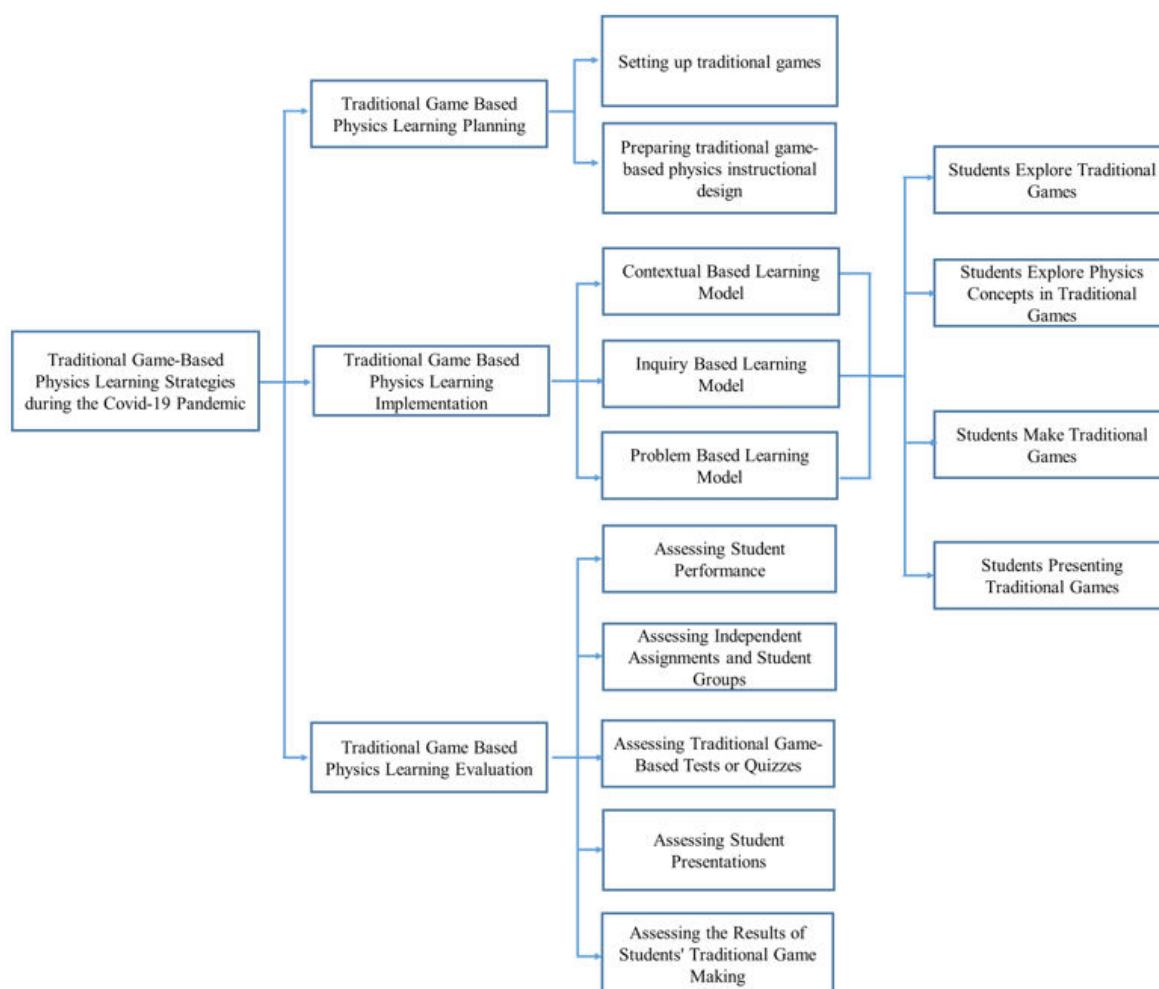 Traditional Game-Based
Physics Learning Strategies
during the Covid-19 Pandemic
Traditional Game Based
Physics Learning Planning
Setting up traditional games
Preparing traditional game-
based physics instructional
design
Traditional Game Based
Physics Learning
Implementation
Contextual Based Learning
Model
Inquiry Based Learning
Model
Problem Based Learning
Model
Students Explore Traditional
Games
Students Explore Physics
Concepts in Traditional
Games
Students Make Traditional
Games
Students Presenting
Traditional Games
Traditional Game Based
Physics Learning Evaluation
Assessing Student
Performance
Assessing Independent
Assignments and Student
Groups
Assessing Traditional Game-
Based Tests or Quizzes
Assessing Student
Presentations
Assessing the Results of
Students' Traditional Game
Making